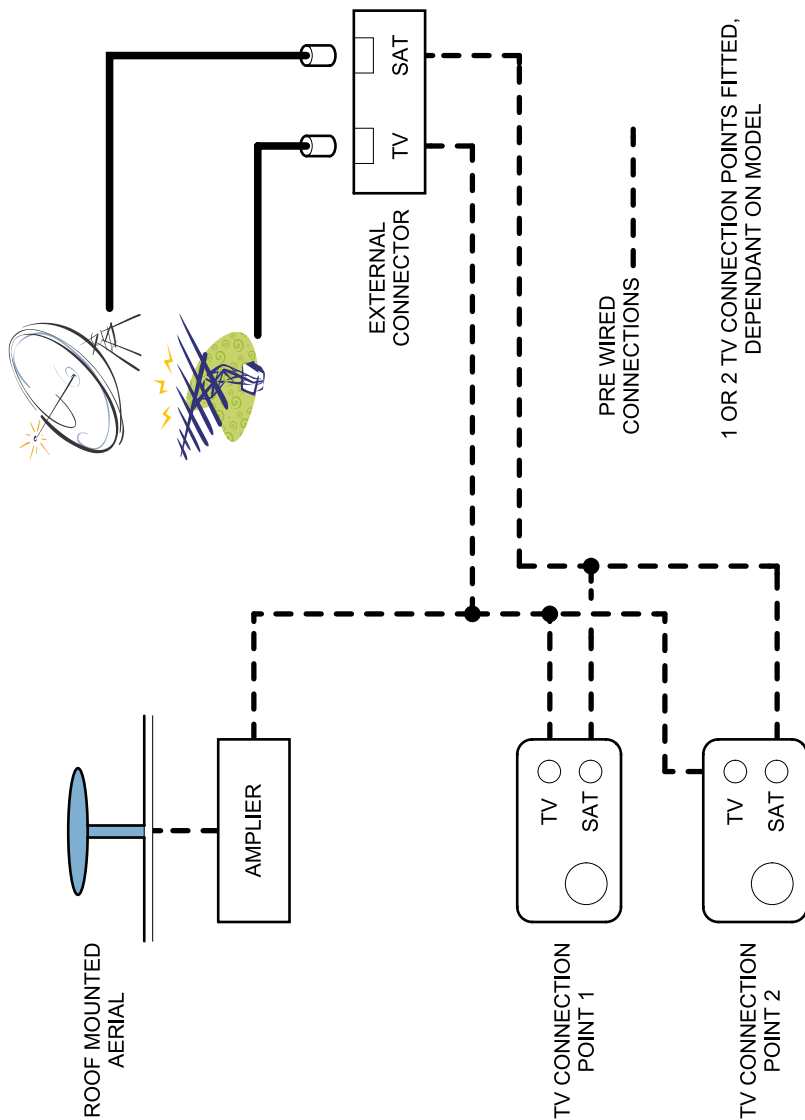 ROOF MOUNTED
AERIAL
AMPLIER
EXTERNAL
CONNECTOR
TV
SAT
TV CONNECTION
POINT 1
TV
SAT
TV CONNECTION
POINT 2
TV
SAT
PRE WIRED
CONNECTIONS
1 OR 2 TV CONNECTION POINTS FITTED,
DEPENDANT ON MODEL